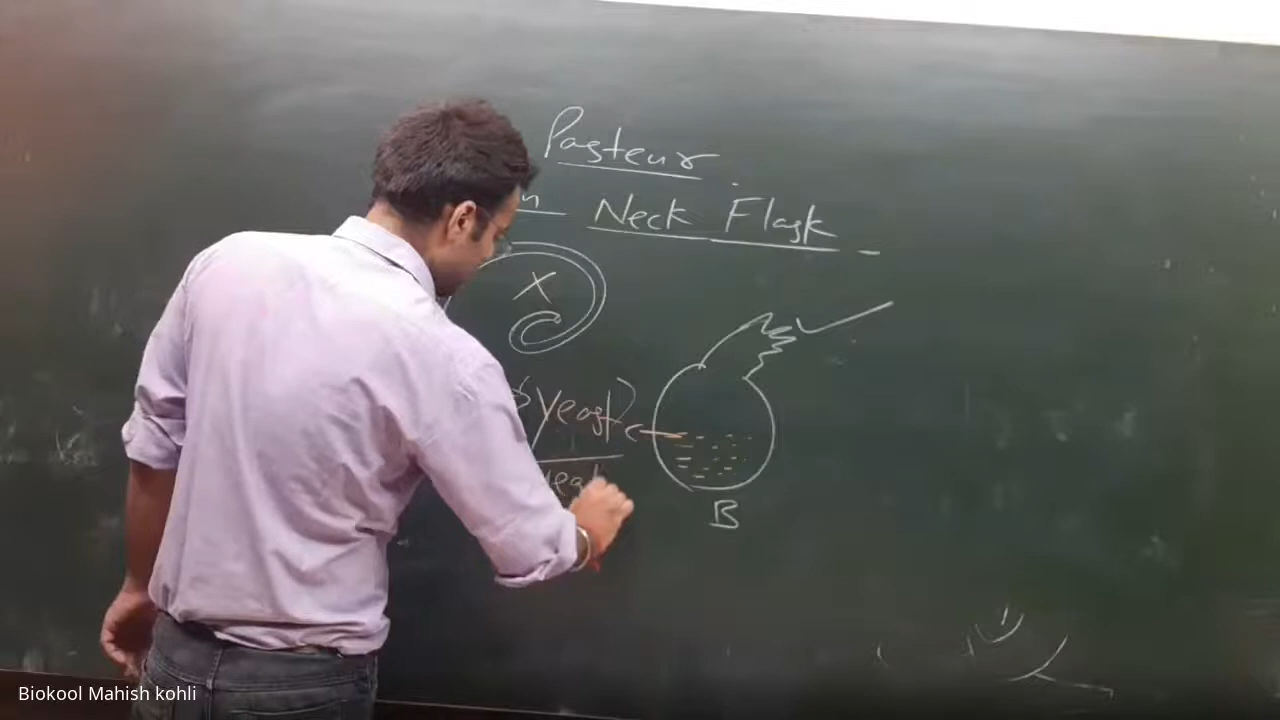 Pasteur
n Neck Flask
X
yeast
B
Biokool Mahish kohli